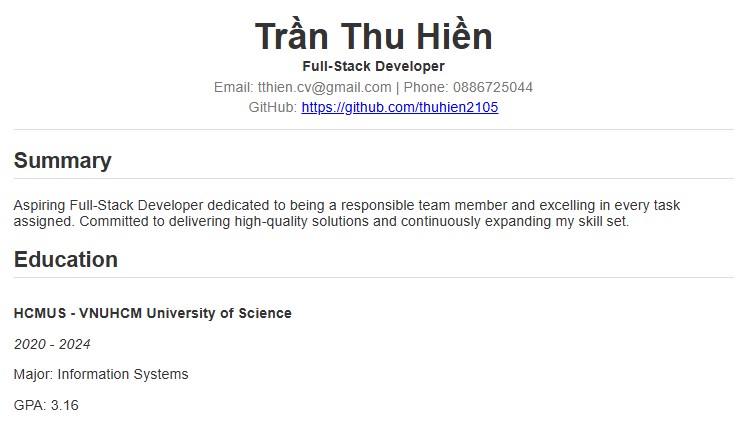 Trần Thu Hiền
Full-Stack Developer
Email: tthien.cv@gmail.com | Phone: 0886725044
GitHub: https://github.com/thuhien2105
Summary
Aspiring Full-Stack Developer dedicated to being a responsible team member and excelling in every task
assigned. Committed to delivering high-quality solutions and continuously expanding my skill set.
Education
HCMUS - VNUHCM University of Science
2020 - 2024
Major: Information Systems
GPA: 3.16